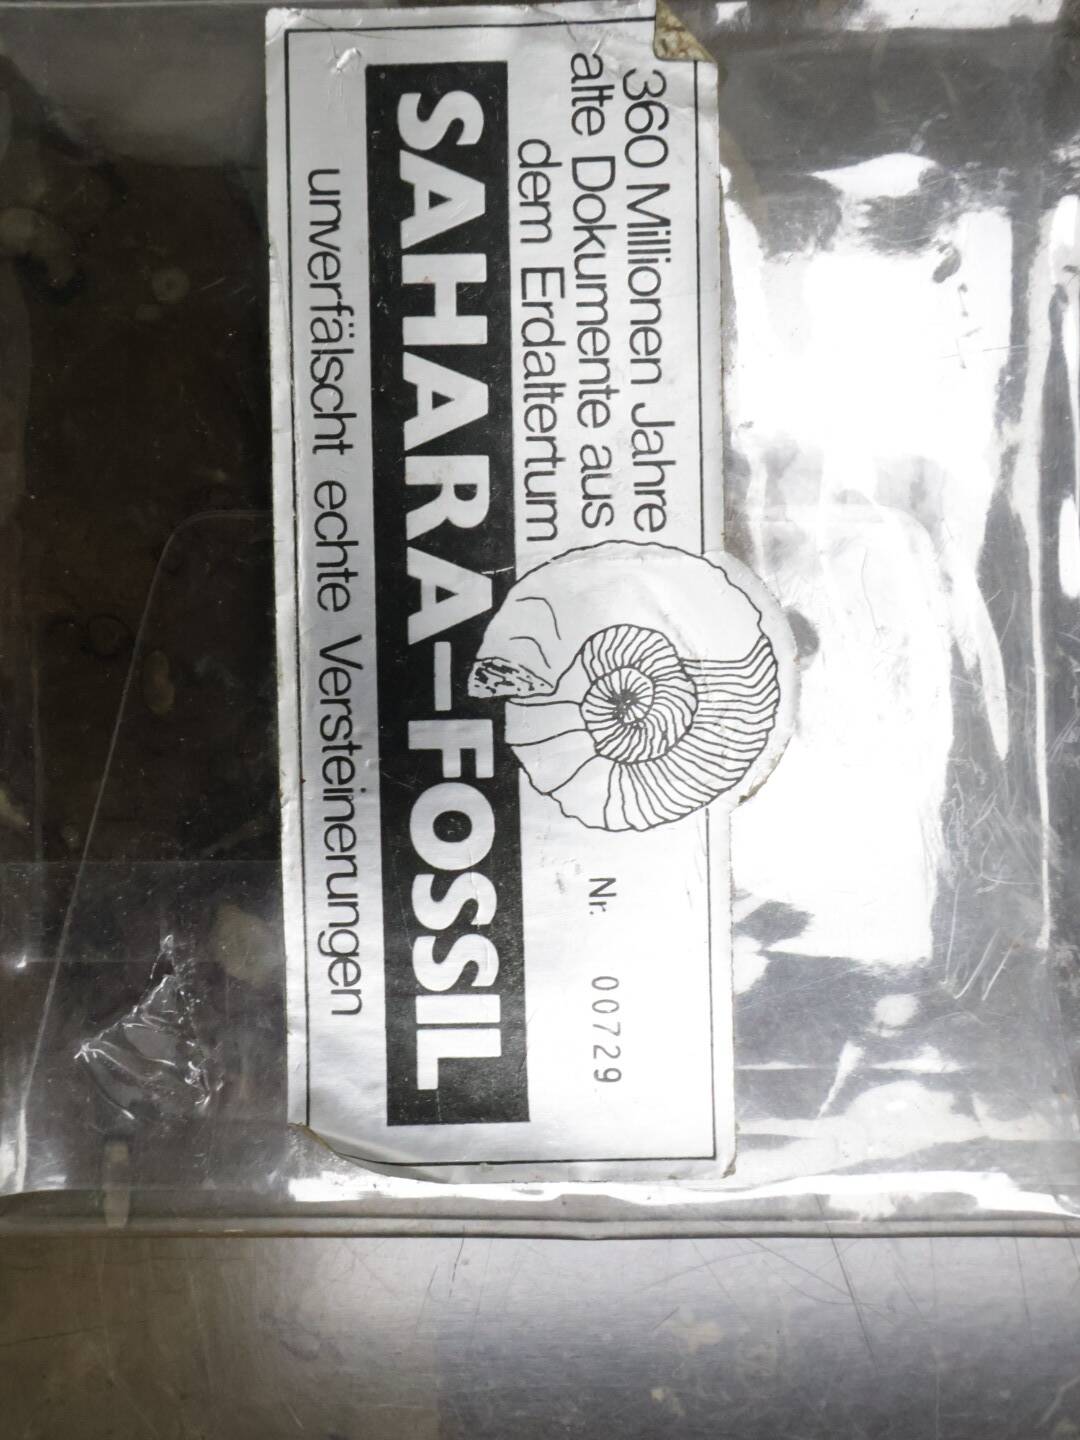 360 Millionen Jahre
alte Dokumente aus
dem Erdaltertum
Nr. 00729
SAHARA-FOSSIL
unverfälscht echte Versteinerungen